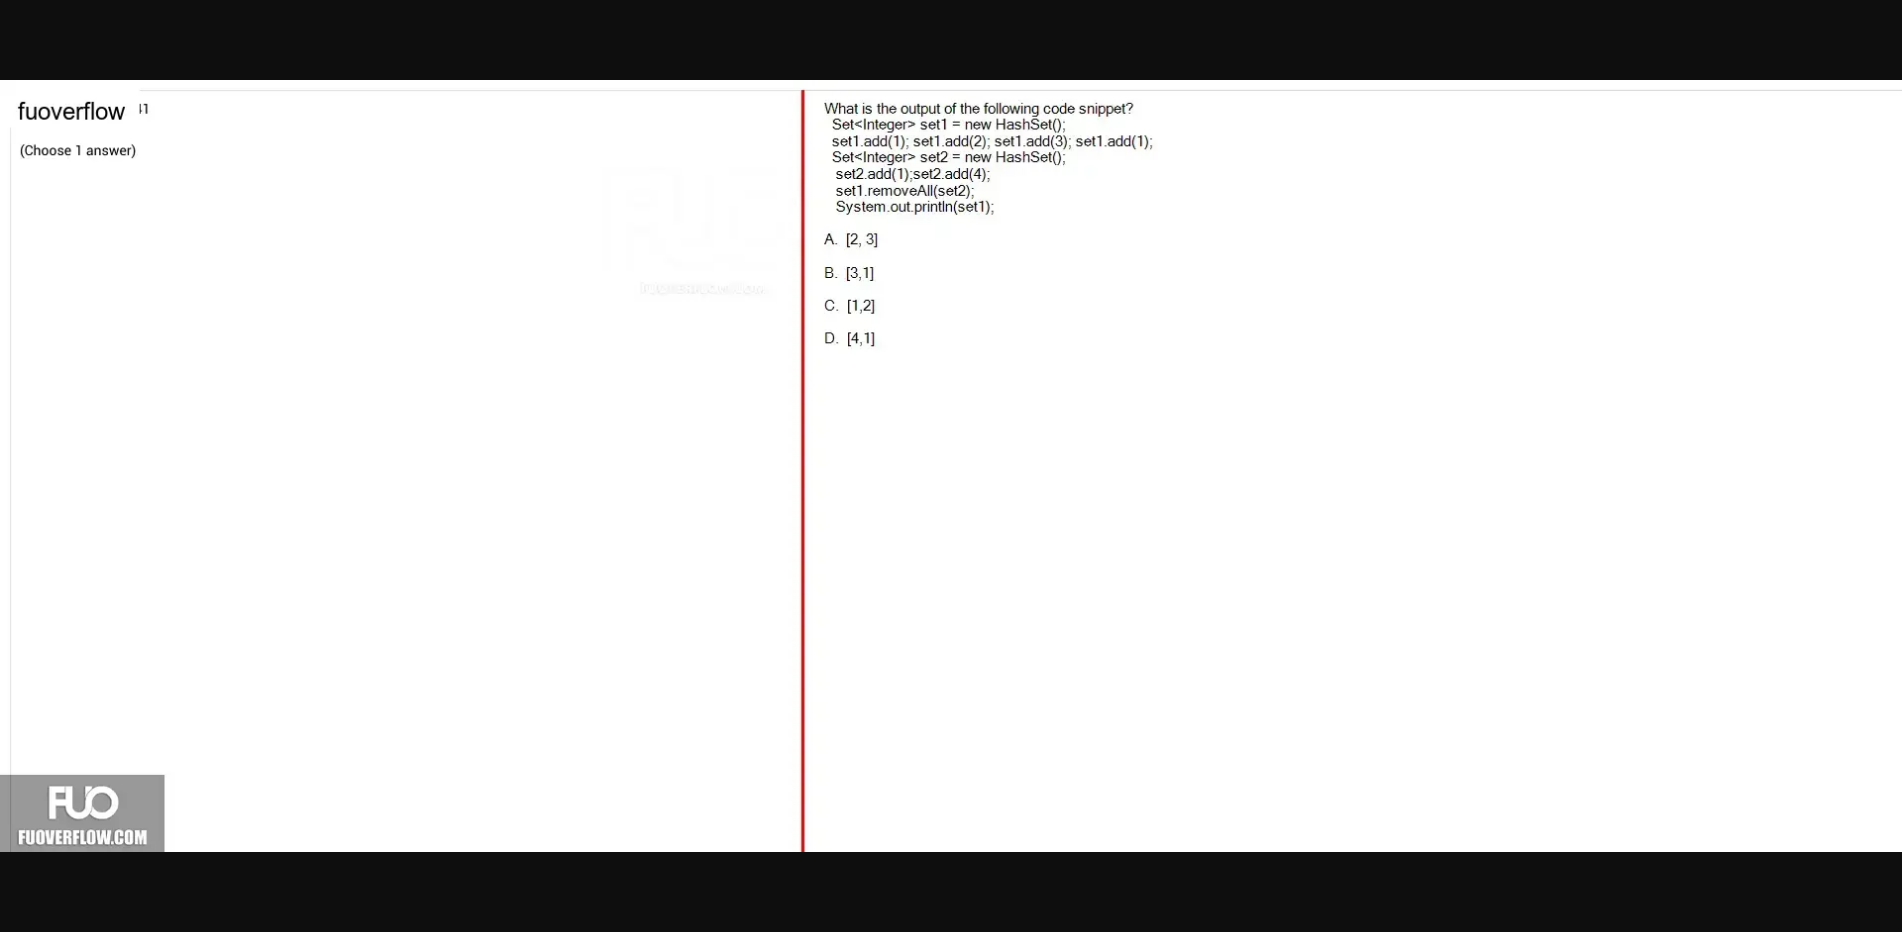 fuoverflow 41
(Choose 1 answer)
What is the output of the following code snippet?
Set<Integer> set1 = new HashSet();
set1.add(1); set1.add(2); set1.add(3); set1.add(1);
Set<Integer> set2 = new HashSet();
set2.add(1);set2.add(4);
set1.removeAll(set2);
System.out.println(set1);
A. [2, 3]
B. [3,1]
C. [1,2]
D. [4,1]
FUOVERFLOW.COM
FUO
FUOVERFLOW.COM